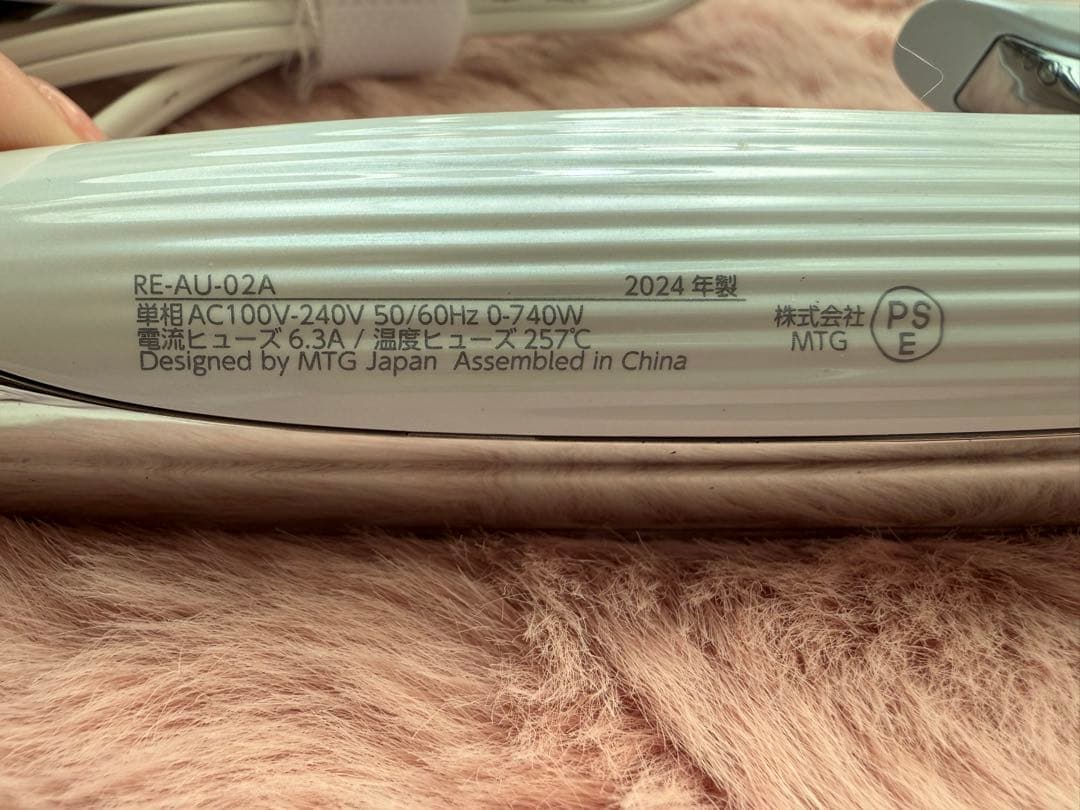 RE-AU-02A 2024 年製
単相 AC100V-240V 50/60Hz 0-740W
電流ヒューズ 6.3A / 温度ヒューズ 257℃
Designed by MTG Japan Assembled in China
株式会社
MTG
PS
E